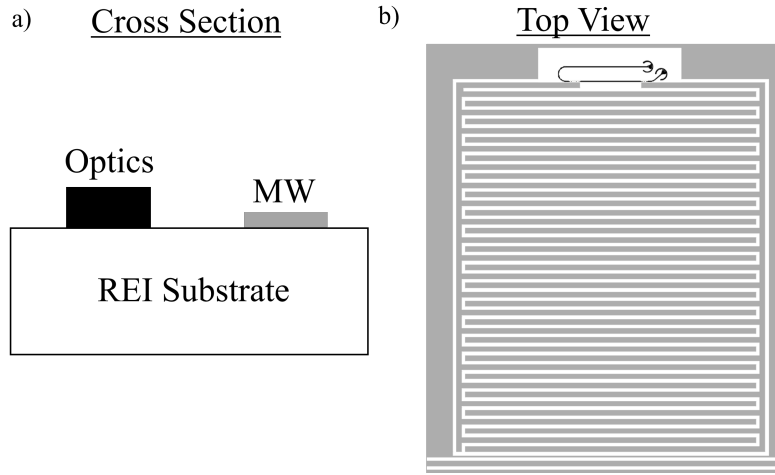 a)
Cross Section
Optics
MW
REI Substrate
b)
Top View